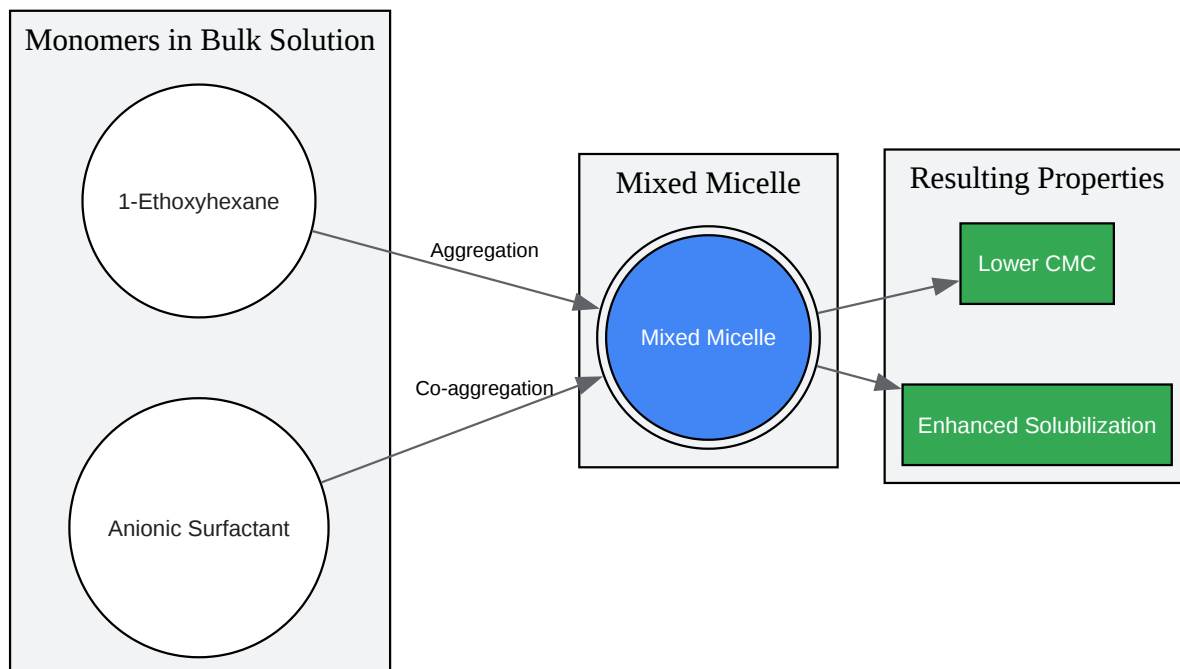 Monomers in Bulk Solution
1-Ethoxyhexane
Anionic Surfactant
Aggregation
Co-aggregation
Mixed Micelle
Mixed Micelle
Resulting Properties
Lower CMC
Enhanced Solubilization